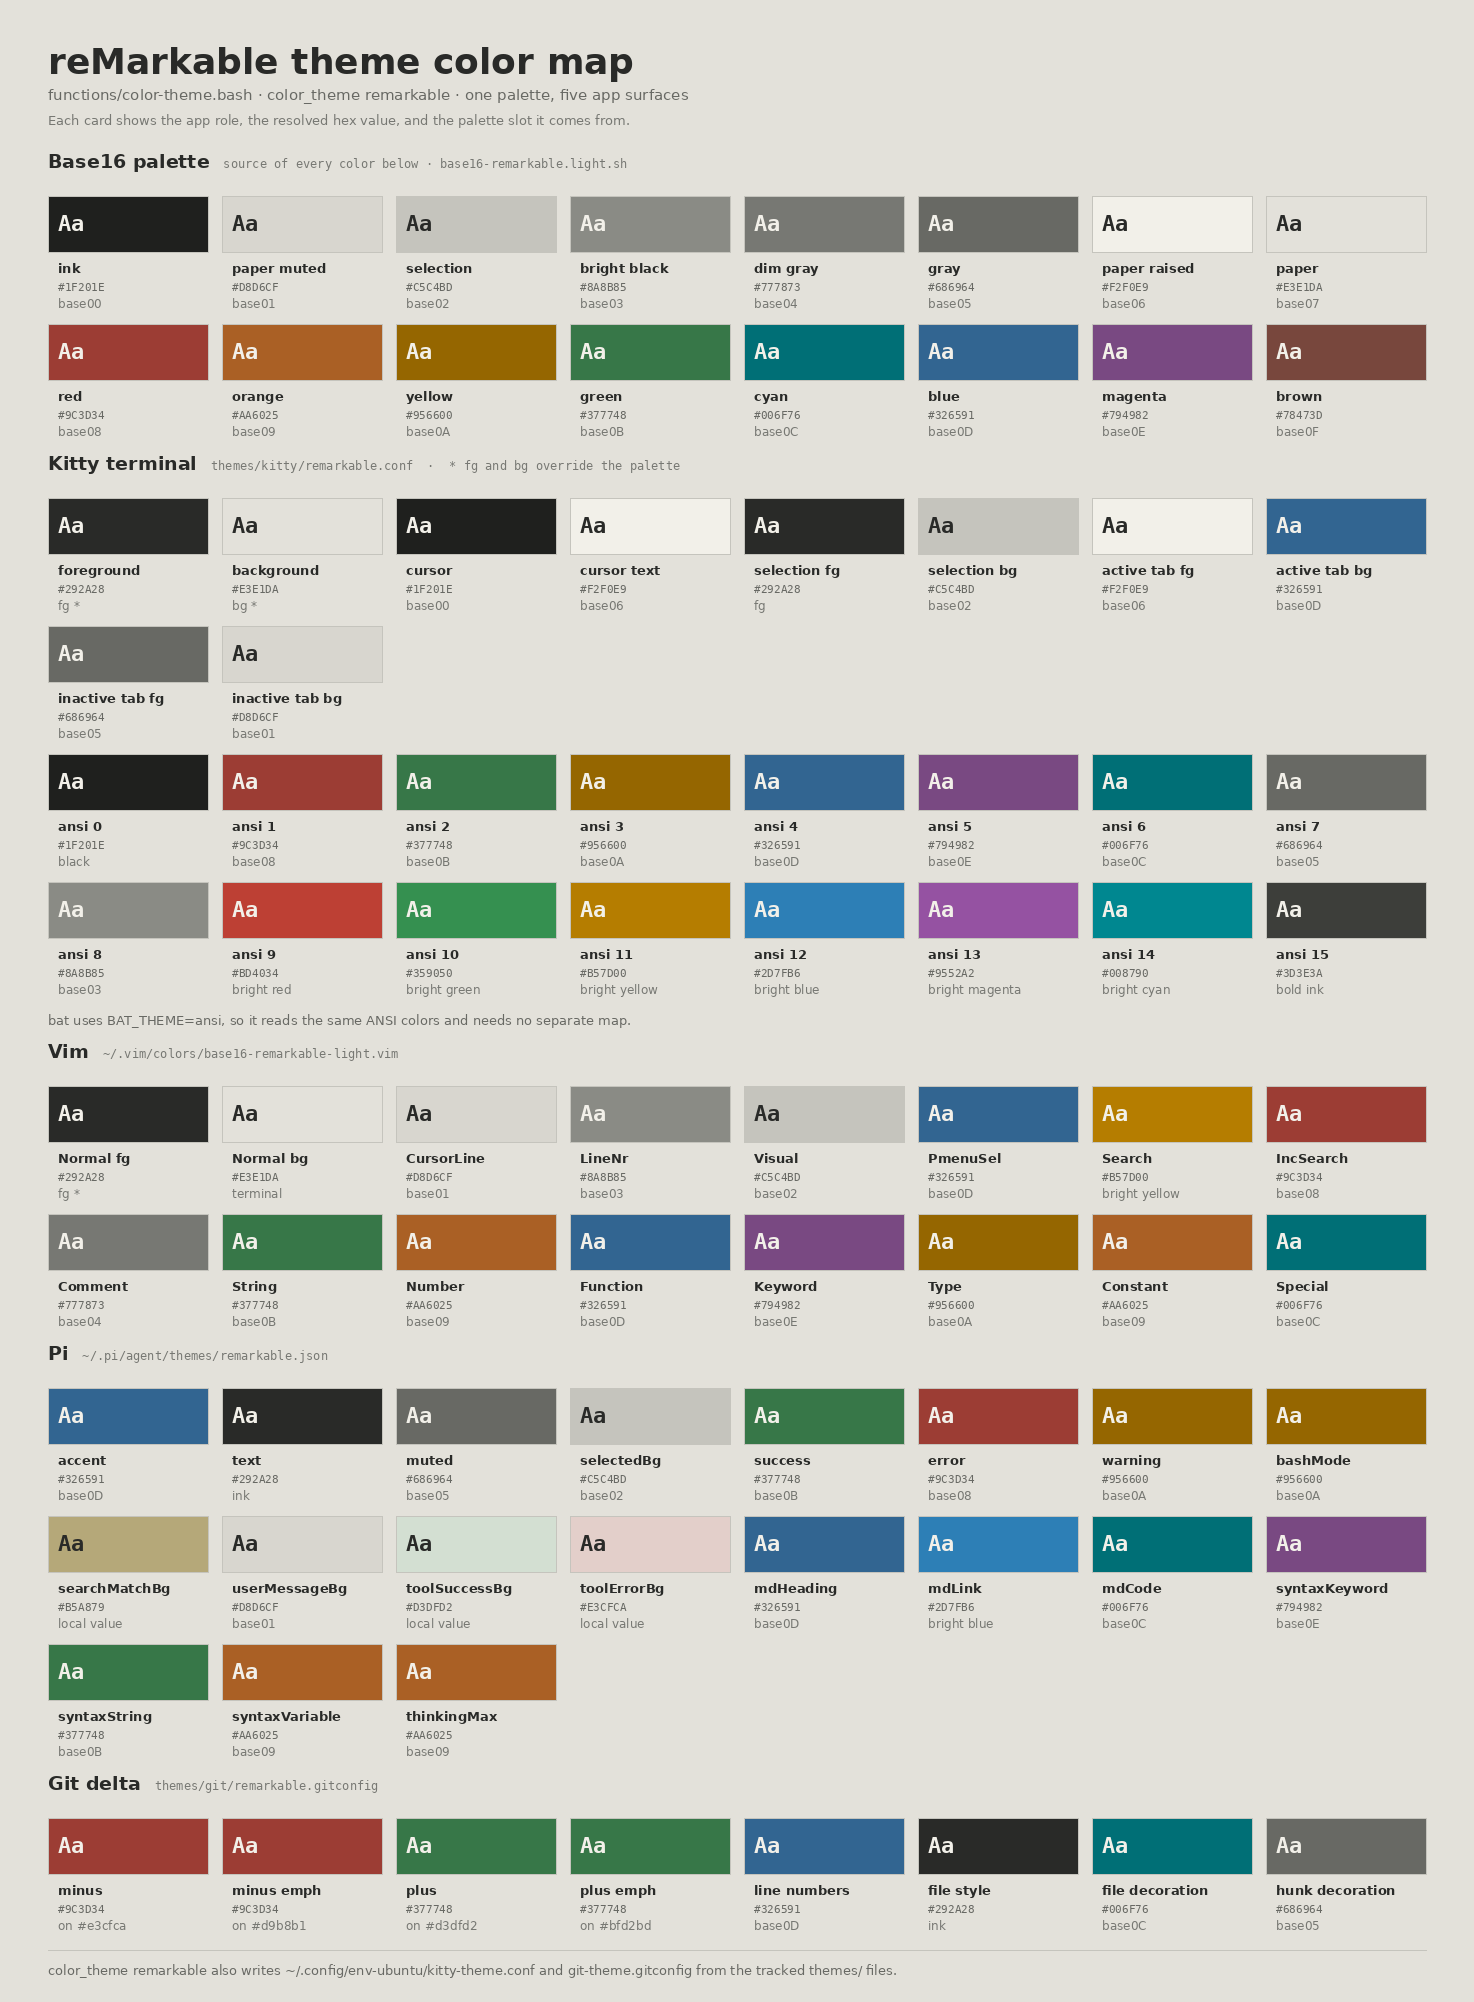 reMarkable theme color map
functions/color-theme.bash · color_theme remarkable · one palette, five app surfaces
Each card shows the app role, the resolved hex value, and the palette slot it comes from.
Base16 palette source of every color below · base16-remarkable.light.sh
Aa Aa Aa Aa Aa Aa Aa Aa
ink paper muted selection bright black dim gray gray paper raised paper
#1F201E #D8D6CF #C5C4BD #8A8B85 #777873 #686964 #F2F0E9 #E3E1DA
base00 base01 base02 base03 base04 base05 base06 base07
Aa Aa Aa Aa Aa Aa Aa Aa
red orange yellow green cyan blue magenta brown
#9C3D34 #AA6025 #956600 #377748 #006F76 #326591 #794982 #78473D
base08 base09 base0A base0B base0C base0D base0E base0F
Kitty terminal themes/kitty/remarkable.conf · * fg and bg override the palette
Aa Aa Aa Aa Aa Aa Aa Aa
foreground background cursor cursor text selection fg selection bg active tab fg active tab bg
#292A28 #E3E1DA #1F201E #F2F0E9 #292A28 #C5C4BD #F2F0E9 #326591
fg * bg * base00 base06 fg base02 base06 base0D
Aa Aa
inactive tab fg inactive tab bg
#686964 #D8D6CF
base05 base01
Aa Aa Aa Aa Aa Aa Aa Aa
ansi 0 ansi 1 ansi 2 ansi 3 ansi 4 ansi 5 ansi 6 ansi 7
#1F201E #9C3D34 #377748 #956600 #326591 #794982 #006F76 #686964
black base08 base0B base0A base0D base0E base0C base05
Aa Aa Aa Aa Aa Aa Aa Aa
ansi 8 ansi 9 ansi 10 ansi 11 ansi 12 ansi 13 ansi 14 ansi 15
#8A8B85 #BD4034 #359050 #B57D00 #2D7FB6 #9552A2 #008790 #3D3E3A
base03 bright red bright green bright yellow bright blue bright magenta bright cyan bold ink
bat uses BAT_THEME=ansi, so it reads the same ANSI colors and needs no separate map.
Vim ~/.vim/colors/base16-remarkable-light.vim
Aa Aa Aa Aa Aa Aa Aa Aa
Normal fg Normal bg CursorLine LineNr Visual PmenuSel Search IncSearch
#292A28 #E3E1DA #D8D6CF #8A8B85 #C5C4BD #326591 #B57D00 #9C3D34
fg * terminal base01 base03 base02 base0D bright yellow base08
Aa Aa Aa Aa Aa Aa Aa Aa
Comment String Number Function Keyword Type Constant Special
#777873 #377748 #AA6025 #326591 #794982 #956600 #AA6025 #006F76
base04 base0B base09 base0D base0E base0A base09 base0C
Pi ~/.pi/agent/themes/remarkable.json
Aa Aa Aa Aa Aa Aa Aa Aa
accent text muted selectedBg success error warning bashMode
#326591 #292A28 #686964 #C5C4BD #377748 #9C3D34 #956600 #956600
base0D ink base05 base02 base0B base08 base0A base0A
Aa Aa Aa Aa Aa Aa Aa Aa
searchMatchBg userMessageBg toolSuccessBg toolErrorBg mdHeading mdLink mdCode syntaxKeyword
#B5A879 #D8D6CF #D3DFD2 #E3CFCA #326591 #2D7FB6 #006F76 #794982
local value base01 local value local value base0D bright blue base0C base0E
Aa Aa Aa
syntaxString syntaxVariable thinkingMax
#377748 #AA6025 #AA6025
base0B base09 base09
Git delta themes/git/remarkable.gitconfig
Aa Aa Aa Aa Aa Aa Aa Aa
minus minus emph plus plus emph line numbers file style file decoration hunk decoration
#9C3D34 #9C3D34 #377748 #377748 #326591 #292A28 #006F76 #686964
on #e3cfca on #d9b8b1 on #d3dfd2 on #bfd2bd base0D ink base0C base05
color_theme remarkable also writes ~/.config/env-ubuntu/kitty-theme.conf and git-theme.gitconfig from the tracked themes/ files.